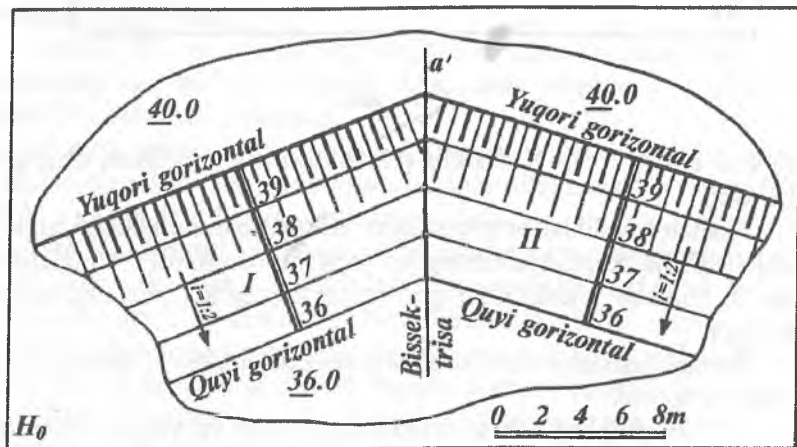 a'
40.0
40.0
Yuqori gorizontal
Yuqori gorizontal
39
39
38
38
I
II
37
37
i=1:2
i=1:2
36
36
Quyi gorizontal
Quyi gorizontal
Bissek-
trisa
36.0
H₀
0 2 4 6 8m